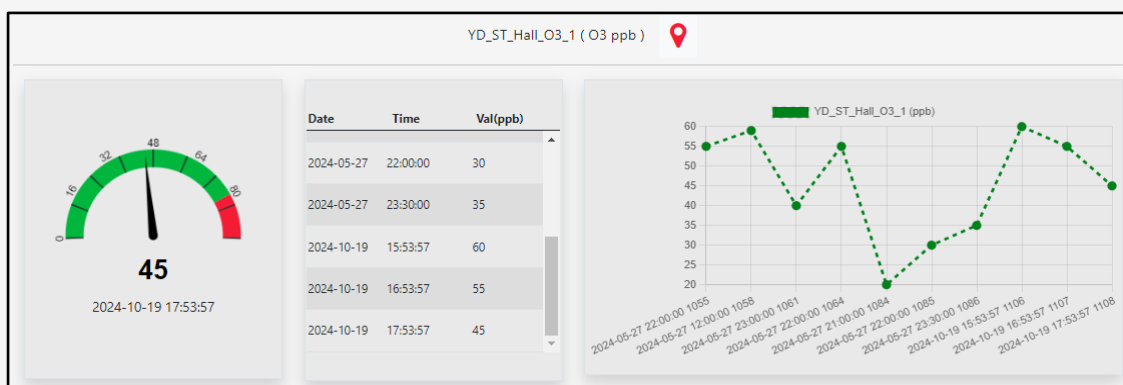 YD_ST_Hall_O3_1 ( O3 ppb )
0
16
32
48
64
80
45
2024-10-19 17:53:57
Date Time Val(ppb)
2024-05-27 22:00:00 30
2024-05-27 23:30:00 35
2024-10-19 15:53:57 60
2024-10-19 16:53:57 55
2024-10-19 17:53:57 45
YD_ST_Hall_O3_1 (ppb)
60
55
50
45
40
35
30
25
20
2024-05-27 22:00:00 1055
2024-05-27 12:00:00 1058
2024-05-27 23:00:00 1061
2024-05-27 22:00:00 1064
2024-05-27 21:00:00 1084
2024-05-27 22:00:00 1085
2024-05-27 23:30:00 1086
2024-10-19 15:53:57 1106
2024-10-19 16:53:57 1107
2024-10-19 17:53:57 1108